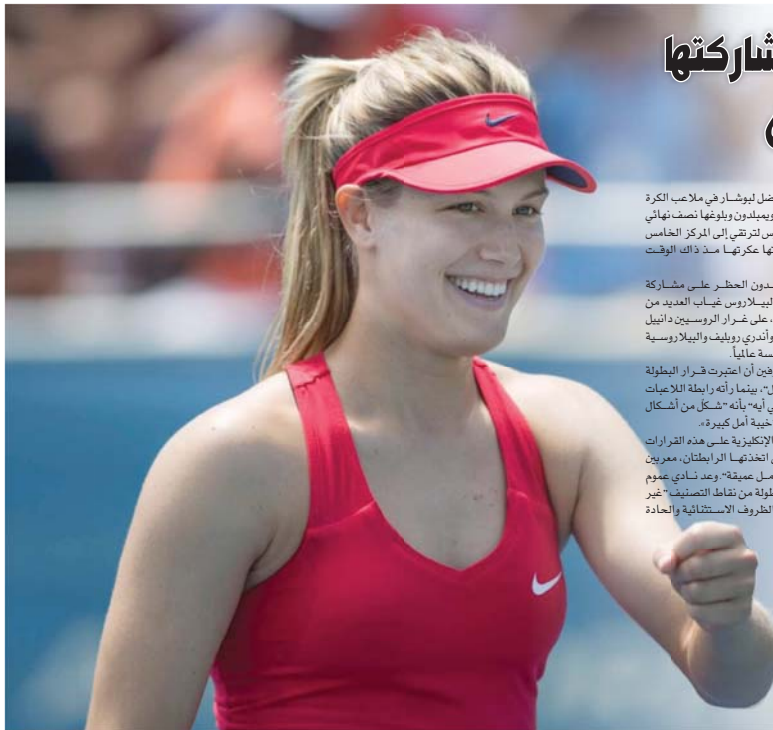 شاركتها
ضل لبوشار في ملاعب الكرة
ويمبلدون وبلوغها نصف نهائي
س لترتقي إلى المركز الخامس
تها عكرتها مذ ذاك الوقت
دون الحظر على مشاركة
لبيلاروس غياب العديد من
، على غرار الروسيين دانييل
وأندري روبليف والبيلاروسية
سة عالمياً.
فين أن اعتبرت قرار البطولة
ل"، بينما رأته رابطة اللاعبات
ي أيه" بأنه "شكل من أشكال
خيبة أمل كبيرة».
الإنكليزية على هذه القرارات
اتخذتها الرابطتان، معربين
مل عميقة". وعد نادي عموم
طولة من نقاط التصنيف "غير
لظروف الاستثنائية والحادة